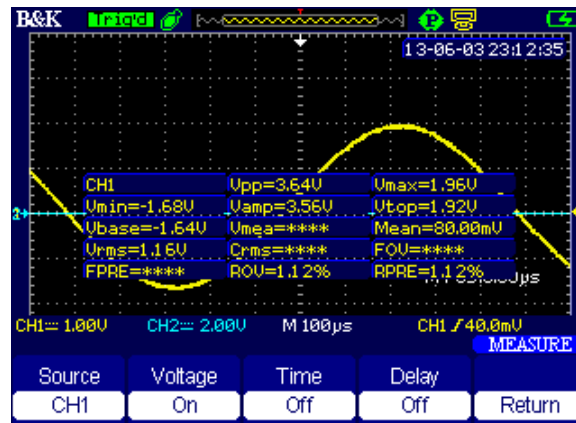 B&K Trig'd P
13-06-03 23:12:35
CH1 Vpp=3.64V Vmax=1.96V
Vmin=-1.68V Vamp=3.56V Vtop=1.92V
Vbase=-1.64V Vmea=**** Mean=80.00mV
Vrms=1.16V Crms=**** FOV=****
FPRE=**** ROV=1.12% RPRE=1.12%
CH1 1.00V CH2 2.00V M 100µs CH1 40.0mV
MEASURE
Source Voltage Time Delay
CH1 On Off Off Return